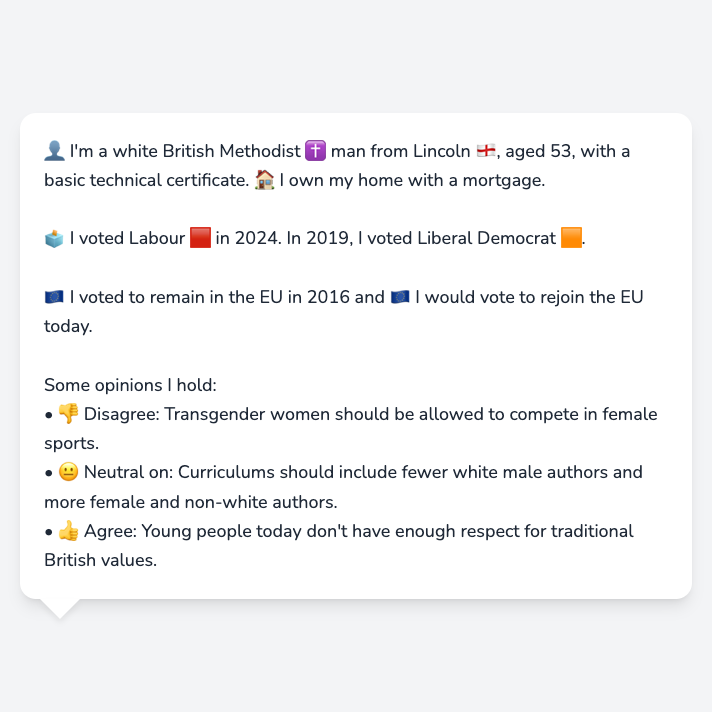 👤 I'm a white British Methodist ✝️ man from Lincoln 🏴󠁧󠁢󠁥󠁮󠁧󠁿, aged 53, with a
basic technical certificate. 🏠 I own my home with a mortgage.
🗳️ I voted Labour 🟥 in 2024. In 2019, I voted Liberal Democrat 🟧.
🇪🇺 I voted to remain in the EU in 2016 and 🇪🇺 I would vote to rejoin the EU
today.
Some opinions I hold:
• 👎 Disagree: Transgender women should be allowed to compete in female
sports.
• 😐 Neutral on: Curriculums should include fewer white male authors and
more female and non-white authors.
• 👍 Agree: Young people today don't have enough respect for traditional
British values.